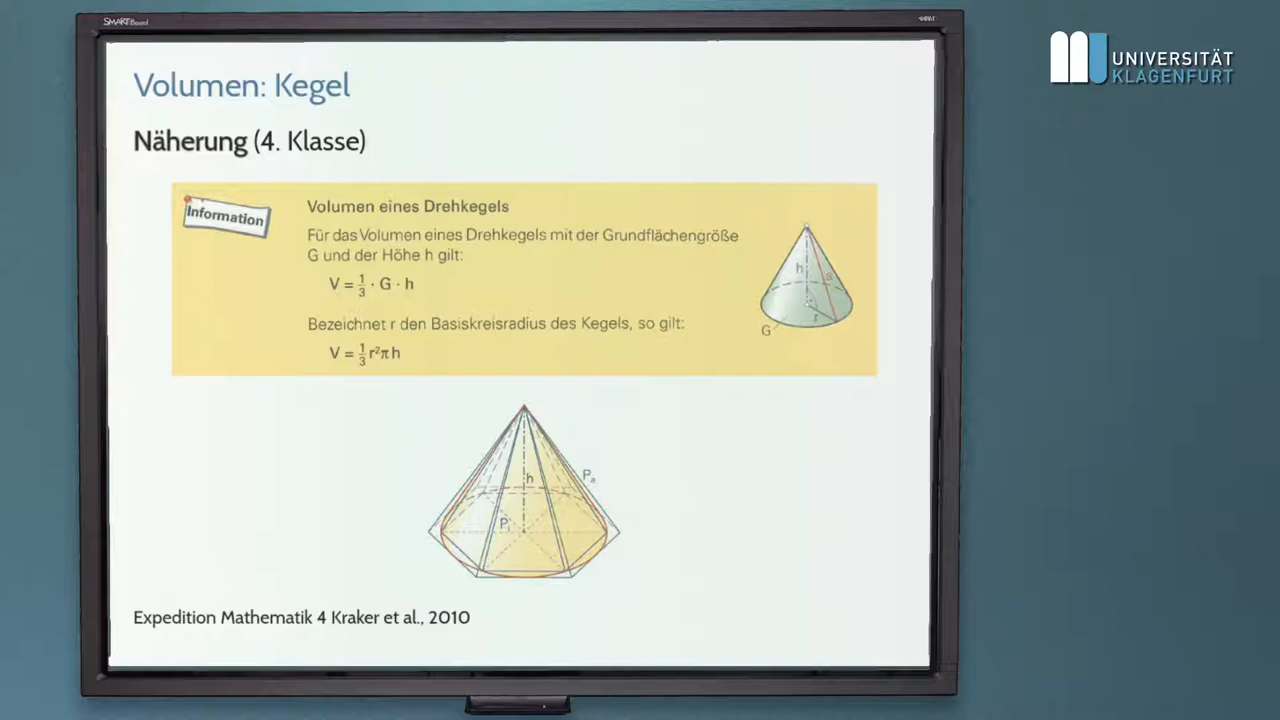 SMART Board
UNIVERSITÄT
KLAGENFURT
Volumen: Kegel
Näherung (4. Klasse)
Information
Volumen eines Drehkegels
Für das Volumen eines Drehkegels mit der Grundflächengröße
G und der Höhe h gilt:
V = 1/3 · G · h
Bezeichnet r den Basiskreisradius des Kegels, so gilt:
V = 1/3 r²π h
h
s
r
G
h
Pₐ
Pᵢ
Expedition Mathematik 4 Kraker et al., 2010